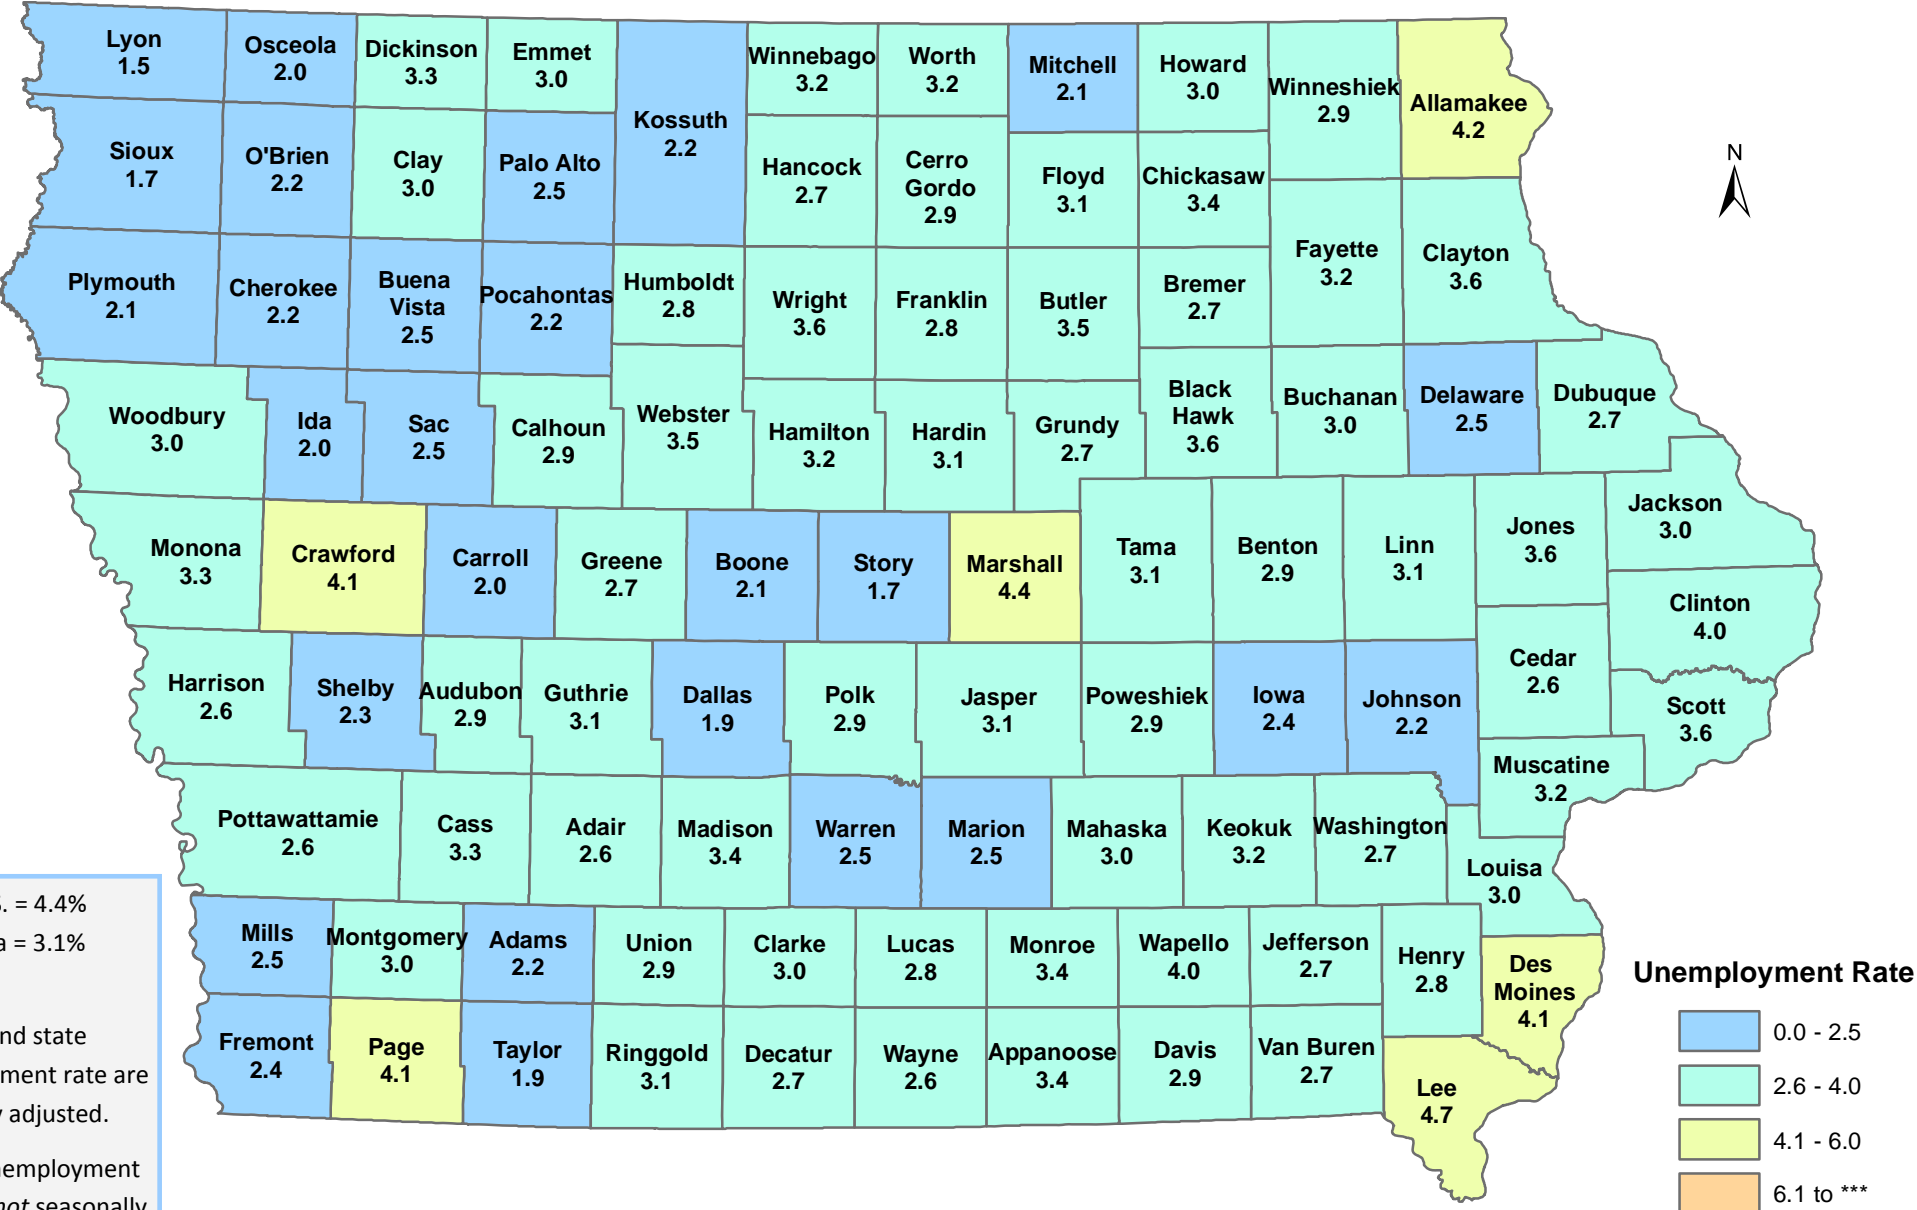 Lyon
1.5
Osceola
2.0
Dickinson
3.3
Emmet
3.0
Kossuth
2.2
Winnebago
3.2
Worth
3.2
Mitchell
2.1
Howard
3.0
Winneshiek
2.9
Allamakee
4.2
Sioux
1.7
O'Brien
2.2
Clay
3.0
Palo Alto
2.5
Hancock
2.7
Cerro
Gordo
2.9
Floyd
3.1
Chickasaw
3.4
N
Plymouth
2.1
Cherokee
2.2
Buena
Vista
2.5
Pocahontas
2.2
Humboldt
2.8
Wright
3.6
Franklin
2.8
Butler
3.5
Bremer
2.7
Fayette
3.2
Clayton
3.6
Woodbury
3.0
Ida
2.0
Sac
2.5
Calhoun
2.9
Webster
3.5
Hamilton
3.2
Hardin
3.1
Grundy
2.7
Black
Hawk
3.6
Buchanan
3.0
Delaware
2.5
Dubuque
2.7
Monona
3.3
Crawford
4.1
Carroll
2.0
Greene
2.7
Boone
2.1
Story
1.7
Marshall
4.4
Tama
3.1
Benton
2.9
Linn
3.1
Jones
3.6
Jackson
3.0
Clinton
4.0
Harrison
2.6
Shelby
2.3
Audubon
2.9
Guthrie
3.1
Dallas
1.9
Polk
2.9
Jasper
3.1
Poweshiek
2.9
Iowa
2.4
Johnson
2.2
Cedar
2.6
Scott
3.6
Muscatine
3.2
Pottawattamie
2.6
Cass
3.3
Adair
2.6
Madison
3.4
Warren
2.5
Marion
2.5
Mahaska
3.0
Keokuk
3.2
Washington
2.7
Louisa
3.0
Mills
2.5
Montgomery
3.0
Adams
2.2
Union
2.9
Clarke
3.0
Lucas
2.8
Monroe
3.4
Wapello
4.0
Jefferson
2.7
Henry
2.8
Des
Moines
4.1
Fremont
2.4
Page
4.1
Taylor
1.9
Ringgold
3.1
Decatur
2.7
Wayne
2.6
Appanoose
3.4
Davis
2.9
Van Buren
2.7
Lee
4.7
= 4.4%
= 3.1%
state
rate are
adjusted.
not seasonally
Unemployment Rate
0.0 - 2.5
2.6 - 4.0
4.1 - 6.0
6.1 to ***